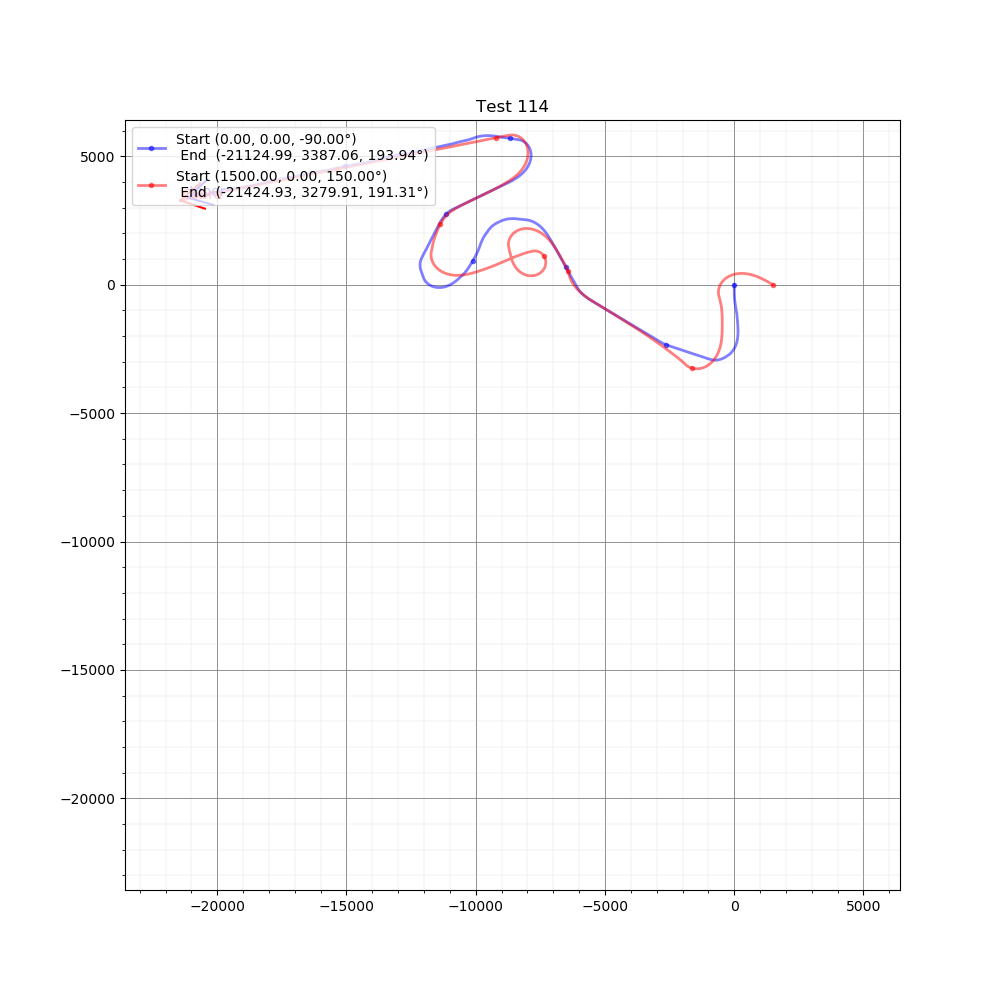 Test 114
Start (0.00, 0.00, -90.00°)
End  (-21124.99, 3387.06, 193.94°)
Start (1500.00, 0.00, 150.00°)
End  (-21424.93, 3279.91, 191.31°)
5000
0
−5000
−10000
−15000
−20000
−20000 −15000 −10000 −5000 0 5000